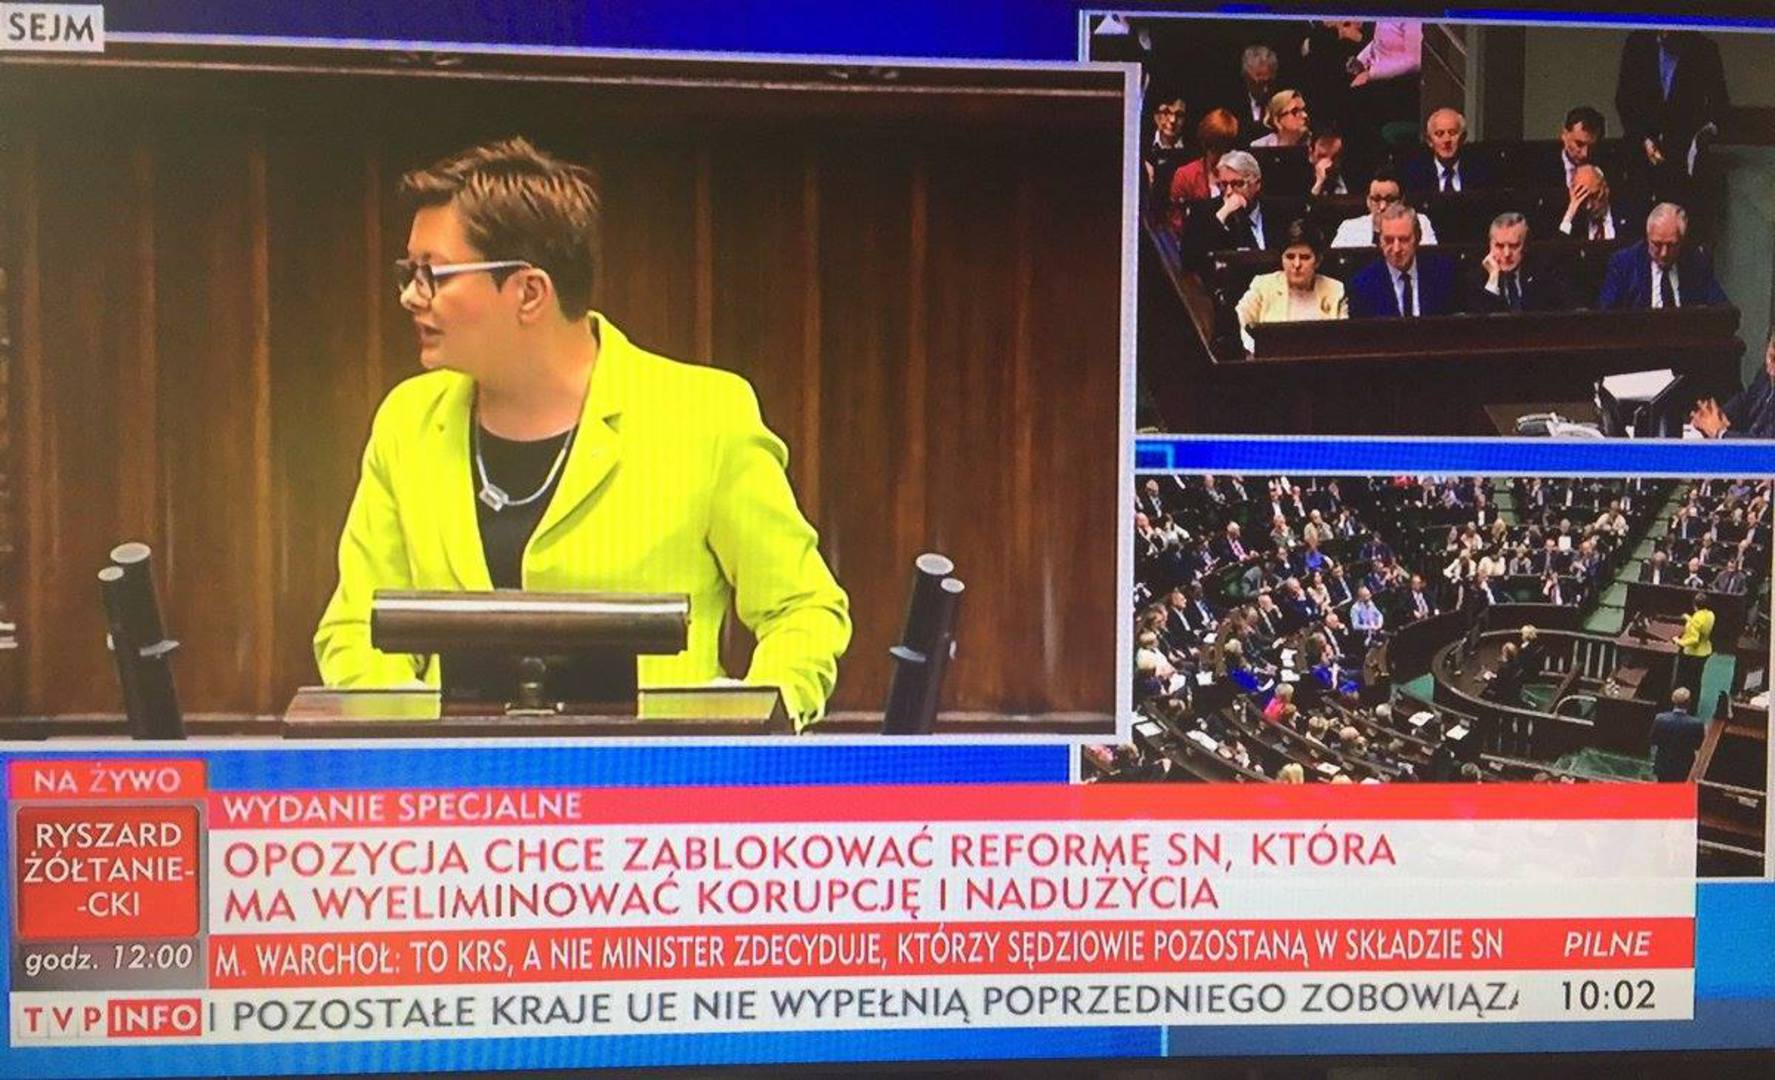 SEJM
NA ŻYWO
RYSZARD
ŻÓŁTANIE-
-CKI
godz. 12:00
WYDANIE SPECJALNE
OPOZYCJA CHCE ZABLOKOWAĆ REFORMĘ SN, KTÓRA
MA WYELIMINOWAĆ KORUPCJĘ I NADUŻYCIA
M. WARCHOŁ: TO KRS, A NIE MINISTER ZDECYDUJE, KTÓRZY SĘDZIOWIE POZOSTANĄ W SKŁADZIE SN PILNE
TVP INFO I POZOSTAŁE KRAJE UE NIE WYPEŁNIĄ POPRZEDNIEGO ZOBOWIĄZA 10:02